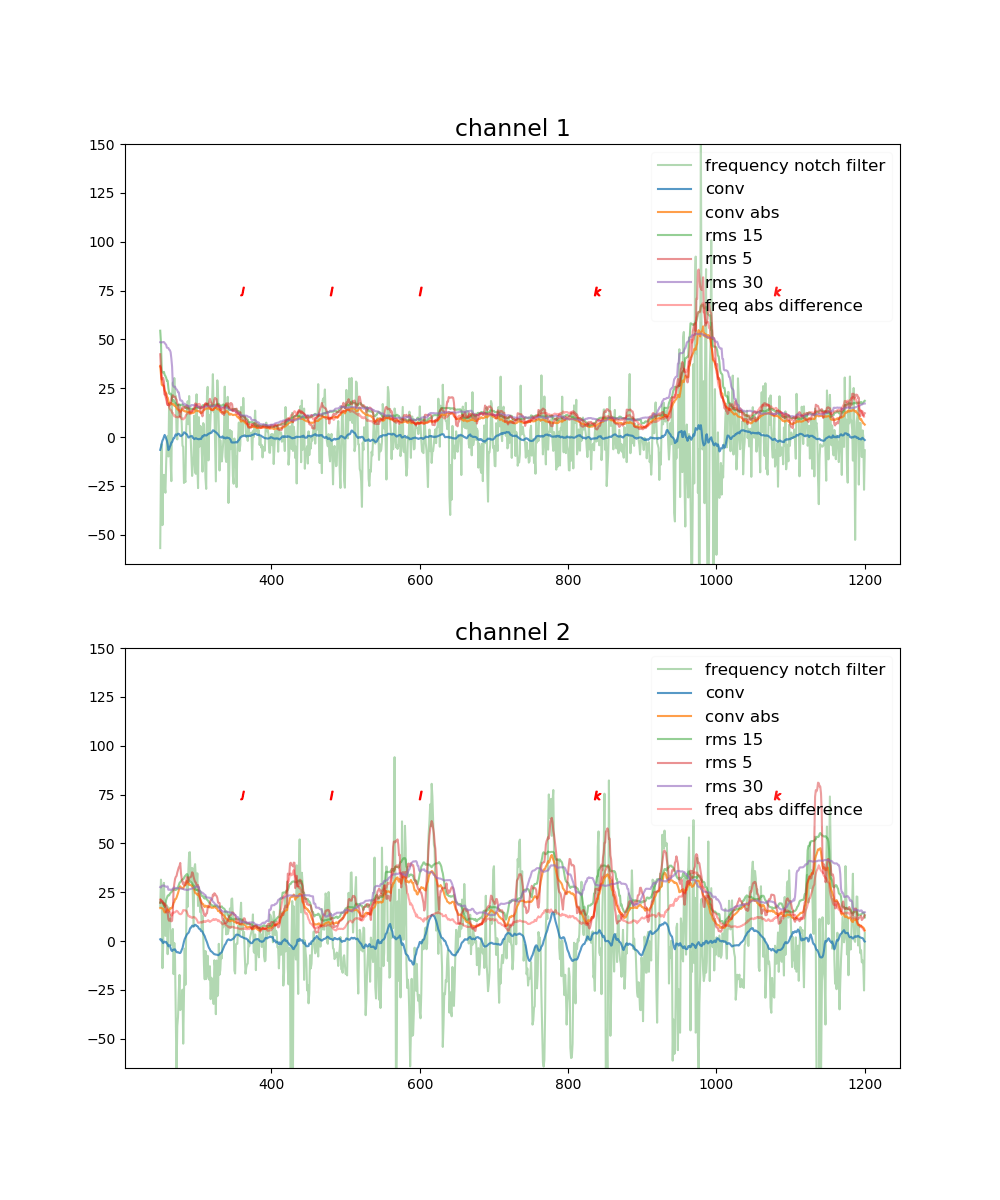 channel 1
150
125
100
75
50
25
0
−25
−50
frequency notch filter
conv
conv abs
rms 15
rms 5
rms 30
freq abs difference
J l l k k
400 600 800 1000 1200
channel 2
150
125
100
75
50
25
0
−25
−50
frequency notch filter
conv
conv abs
rms 15
rms 5
rms 30
freq abs difference
J l l k k
400 600 800 1000 1200